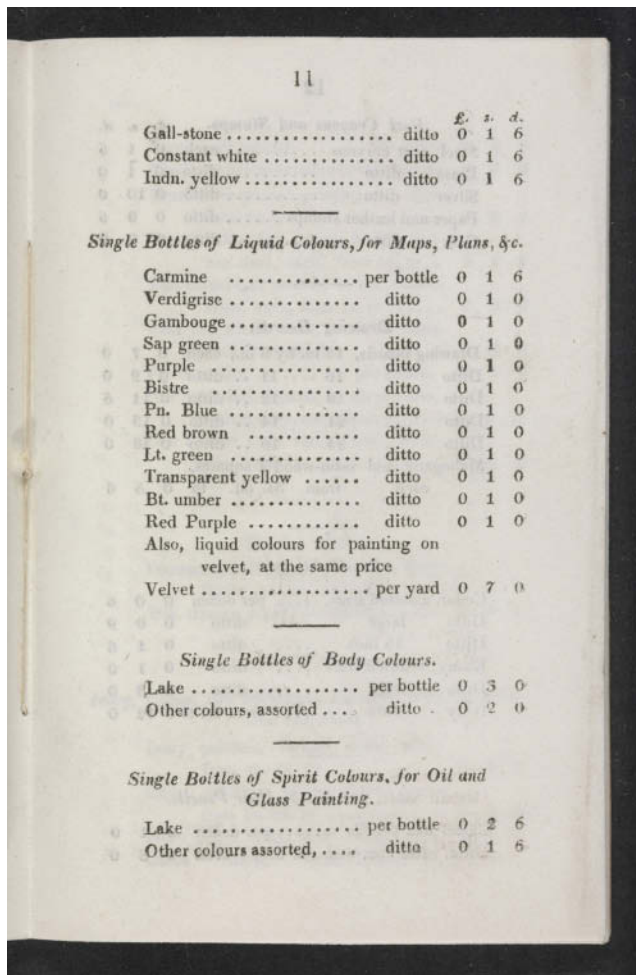 11
£. s. d.
Gall-stone .................. ditto 0 1 6
Constant white .............. ditto 0 1 6
Indn. yellow ................ ditto 0 1 6
Single Bottles of Liquid Colours, for Maps, Plans, &c.
Carmine .............. per bottle 0 1 6
Verdigrise .............. ditto 0 1 0
Gambouge .............. ditto 0 1 0
Sap green .............. ditto 0 1 0
Purple ................ ditto 0 1 0
Bistre ................ ditto 0 1 0
Pn. Blue .............. ditto 0 1 0
Red brown ............ ditto 0 1 0
Lt. green .............. ditto 0 1 0
Transparent yellow ...... ditto 0 1 0
Bt. umber .............. ditto 0 1 0
Red Purple ............ ditto 0 1 0
Also, liquid colours for painting on
velvet, at the same price
Velvet .................. per yard 0 7 0
Single Bottles of Body Colours.
Lake .................. per bottle 0 3 0
Other colours, assorted .... ditto . 0 2 0
Single Bottles of Spirit Colours, for Oil and
Glass Painting.
Lake .................. per bottle 0 2 6
Other colours assorted, .... ditto 0 1 6